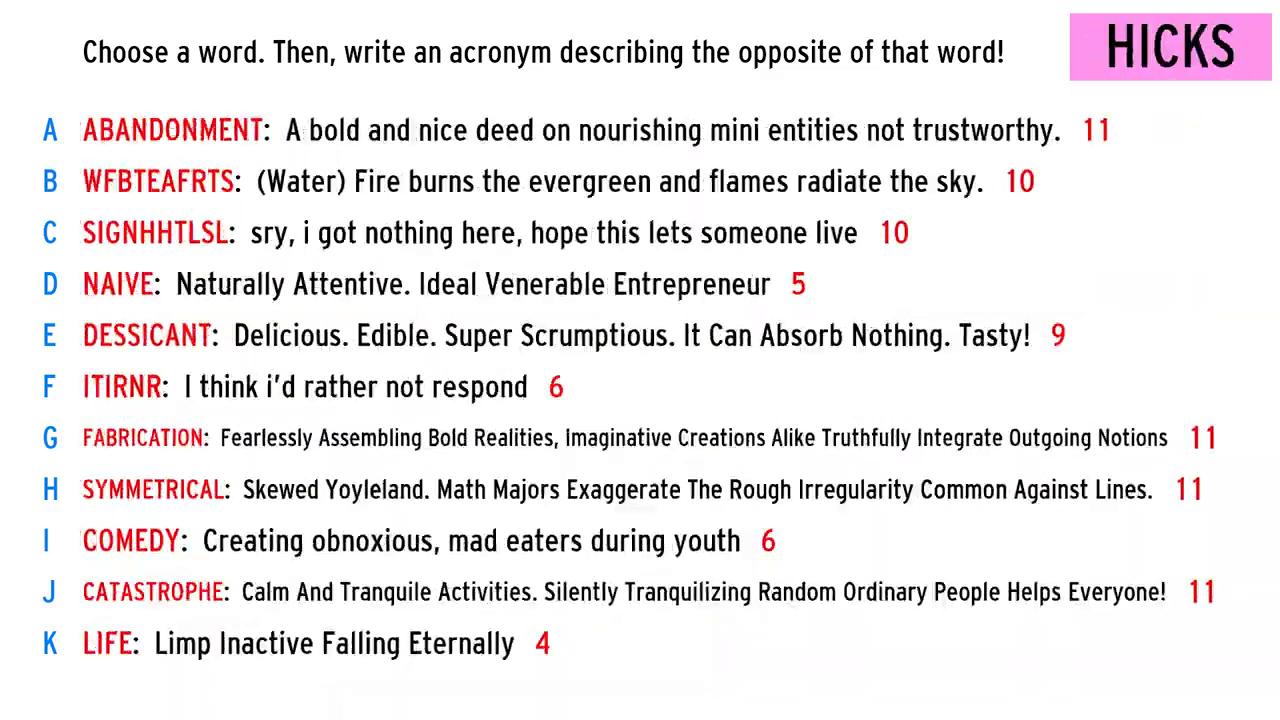 Choose a word. Then, write an acronym describing the opposite of that word!
HICKS
A ABANDONMENT: A bold and nice deed on nourishing mini entities not trustworthy. 11
B WFBTEAFRTS: (Water) Fire burns the evergreen and flames radiate the sky. 10
C SIGNHHTLSL: sry, i got nothing here, hope this lets someone live 10
D NAIVE: Naturally Attentive. Ideal Venerable Entrepreneur 5
E DESSICANT: Delicious. Edible. Super Scrumptious. It Can Absorb Nothing. Tasty! 9
F ITIRNR: I think i'd rather not respond 6
G FABRICATION: Fearlessly Assembling Bold Realities, Imaginative Creations Alike Truthfully Integrate Outgoing Notions 11
H SYMMETRICAL: Skewed Yoyleland. Math Majors Exaggerate The Rough Irregularity Common Against Lines. 11
I COMEDY: Creating obnoxious, mad eaters during youth 6
J CATASTROPHE: Calm And Tranquile Activities. Silently Tranquilizing Random Ordinary People Helps Everyone! 11
K LIFE: Limp Inactive Falling Eternally 4